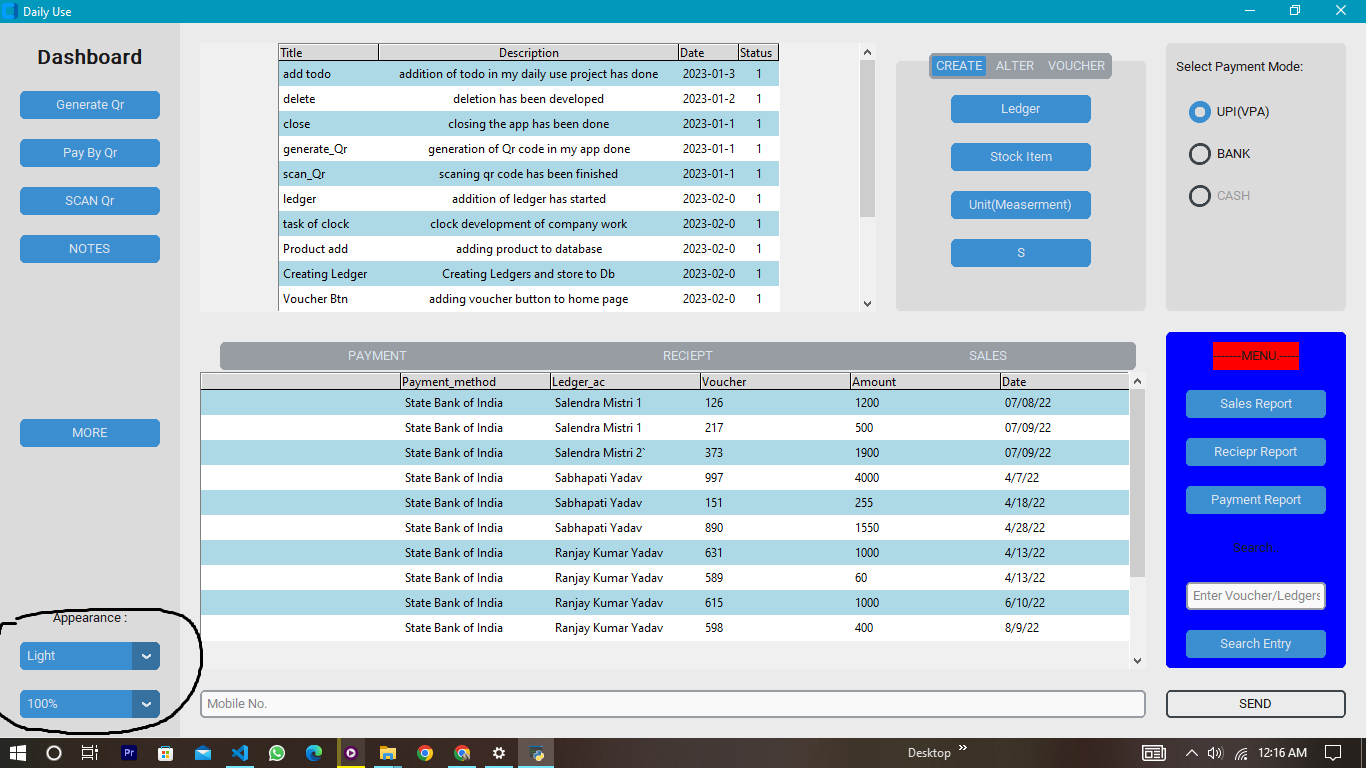 Daily Use
Dashboard
Generate Qr
Pay By Qr
SCAN Qr
NOTES
MORE
Appearance :
Light
100%
Title Description Date Status
add todo addition of todo in my daily use project has done 2023-01-3 1
delete deletion has been developed 2023-01-2 1
close closing the app has been done 2023-01-1 1
generate_Qr generation of Qr code in my app done 2023-01-1 1
scan_Qr scaning qr code has been finished 2023-01-1 1
ledger addition of ledger has started 2023-02-0 1
task of clock clock development of company work 2023-02-0 1
Product add adding product to database 2023-02-0 1
Creating Ledger Creating Ledgers and store to Db 2023-02-0 1
Voucher Btn adding voucher button to home page 2023-02-0 1
CREATE ALTER VOUCHER
Ledger
Stock Item
Unit(Measerment)
S
Select Payment Mode:
UPI(VPA)
BANK
CASH
PAYMENT RECIEPT SALES
Payment_method Ledger_ac Voucher Amount Date
State Bank of India Salendra Mistri 1 126 1200 07/08/22
State Bank of India Salendra Mistri 1 217 500 07/09/22
State Bank of India Salendra Mistri 2` 373 1900 07/09/22
State Bank of India Sabhapati Yadav 997 4000 4/7/22
State Bank of India Sabhapati Yadav 151 255 4/18/22
State Bank of India Sabhapati Yadav 890 1550 4/28/22
State Bank of India Ranjay Kumar Yadav 631 1000 4/13/22
State Bank of India Ranjay Kumar Yadav 589 60 4/13/22
State Bank of India Ranjay Kumar Yadav 615 1000 6/10/22
State Bank of India Ranjay Kumar Yadav 598 400 8/9/22
Mobile No.
-------MENU -----
Sales Report
Reciepr Report
Payment Report
Search:
Enter Voucher/Ledgers
Search Entry
SEND
Pr
Desktop
12:16 AM